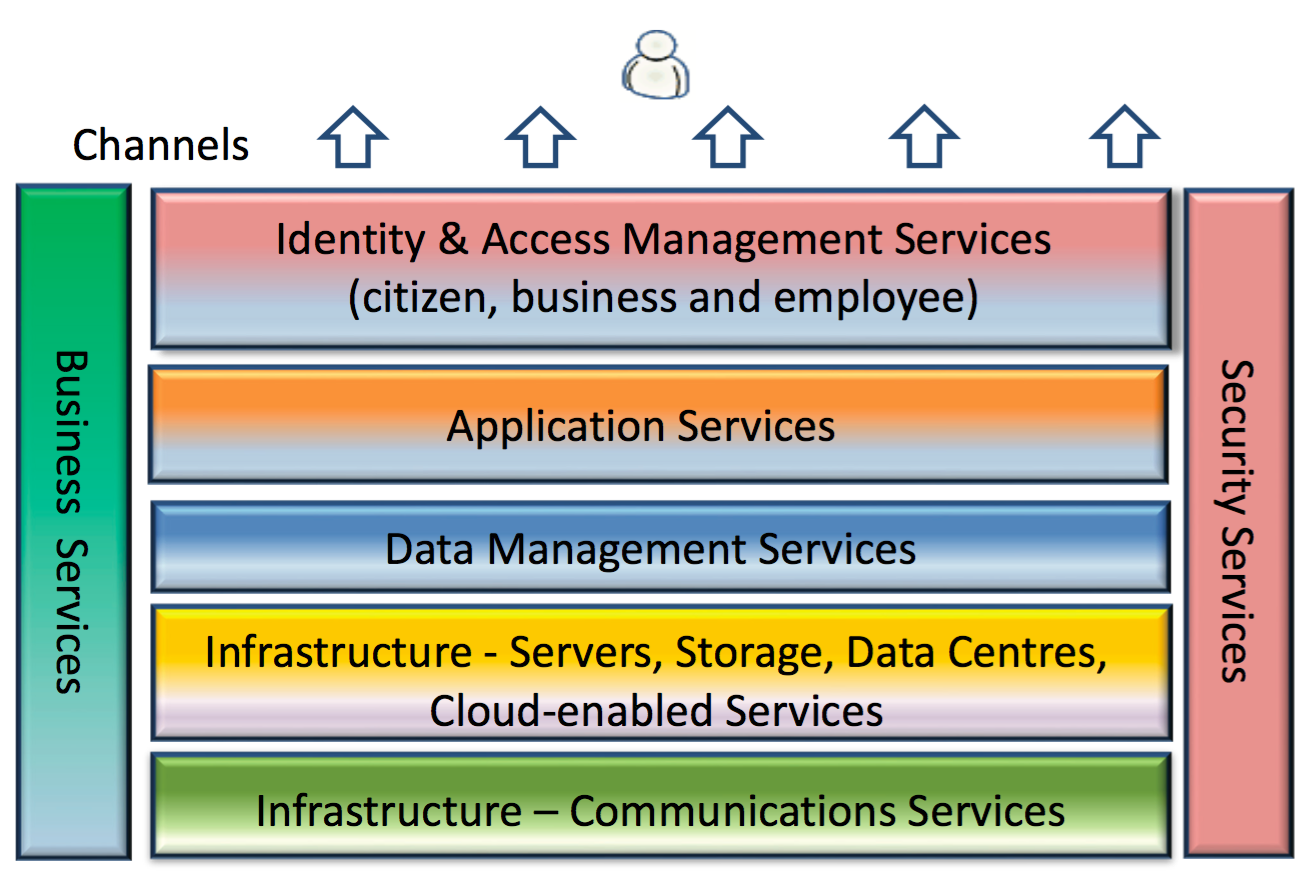 Channels
Business Services
Identity & Access Management Services
(citizen, business and employee)
Application Services
Data Management Services
Infrastructure - Servers, Storage, Data Centres,
Cloud-enabled Services
Infrastructure – Communications Services
Security Services